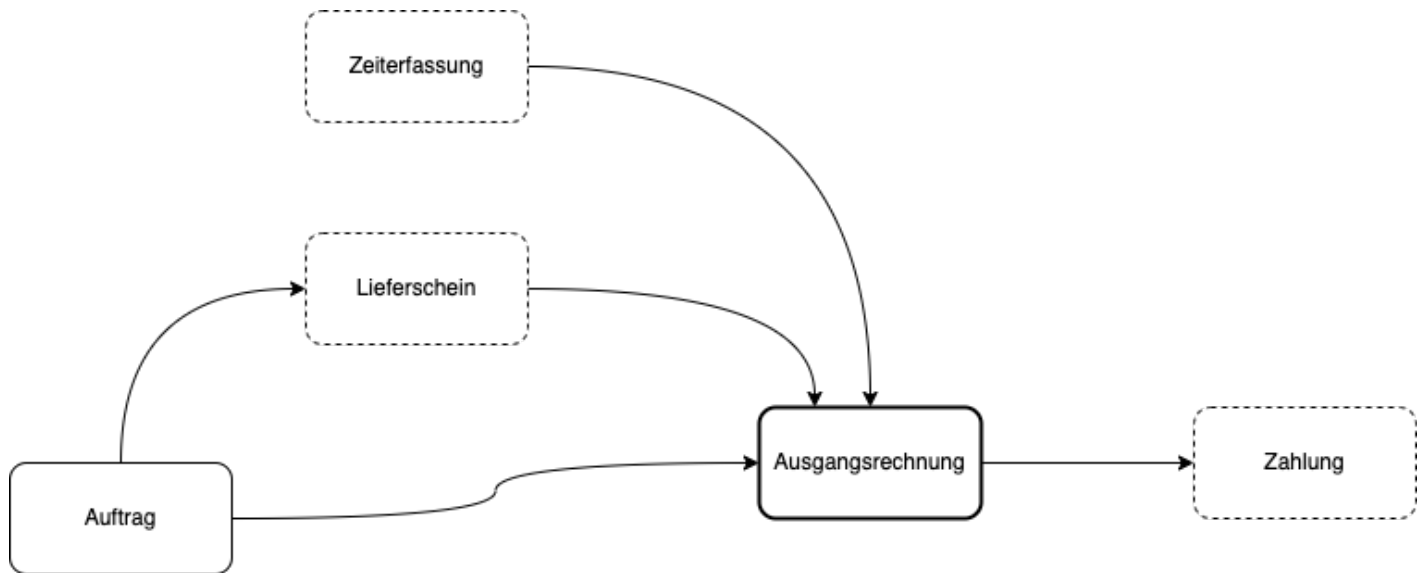 Zeiterfassung
Lieferschein
Auftrag
Ausgangsrechnung
Zahlung